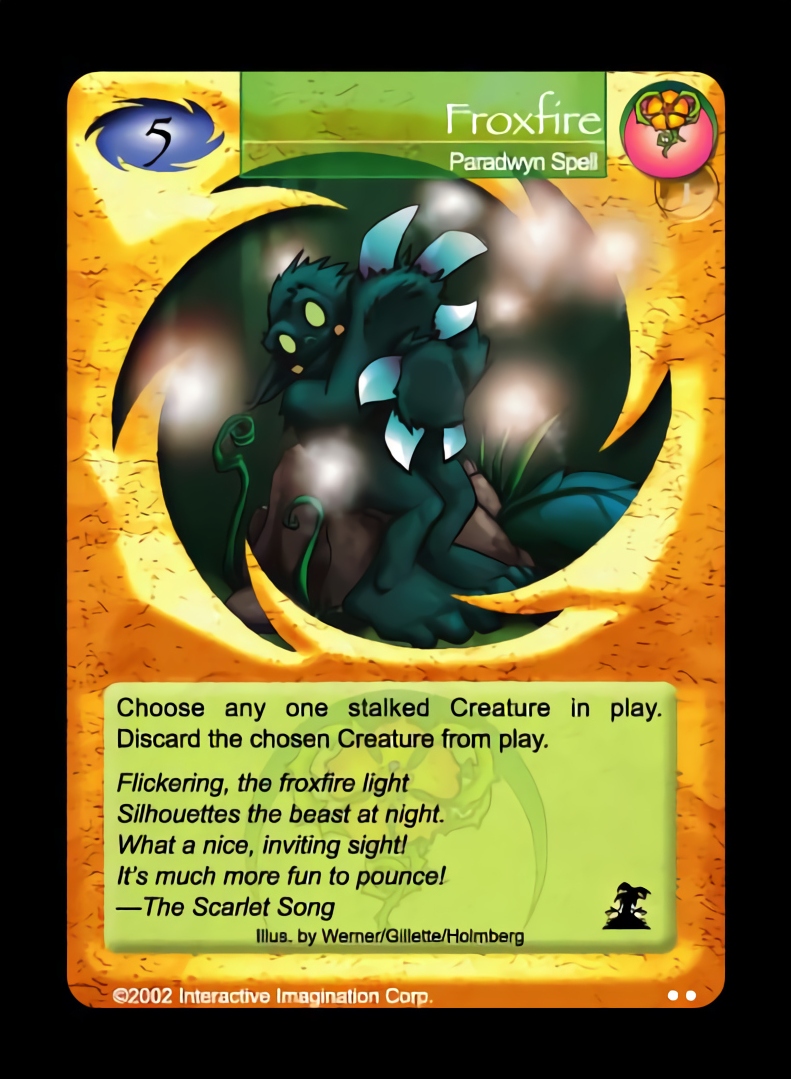 5
Froxfire
Paradwyn Spell
1
Choose any one stalked Creature in play.
Discard the chosen Creature from play.
Flickering, the froxfire light
Silhouettes the beast at night.
What a nice, inviting sight!
It's much more fun to pounce!
—The Scarlet Song
Illus. by Werner/Gillette/Holmberg
©2002 Interactive Imagination Corp.